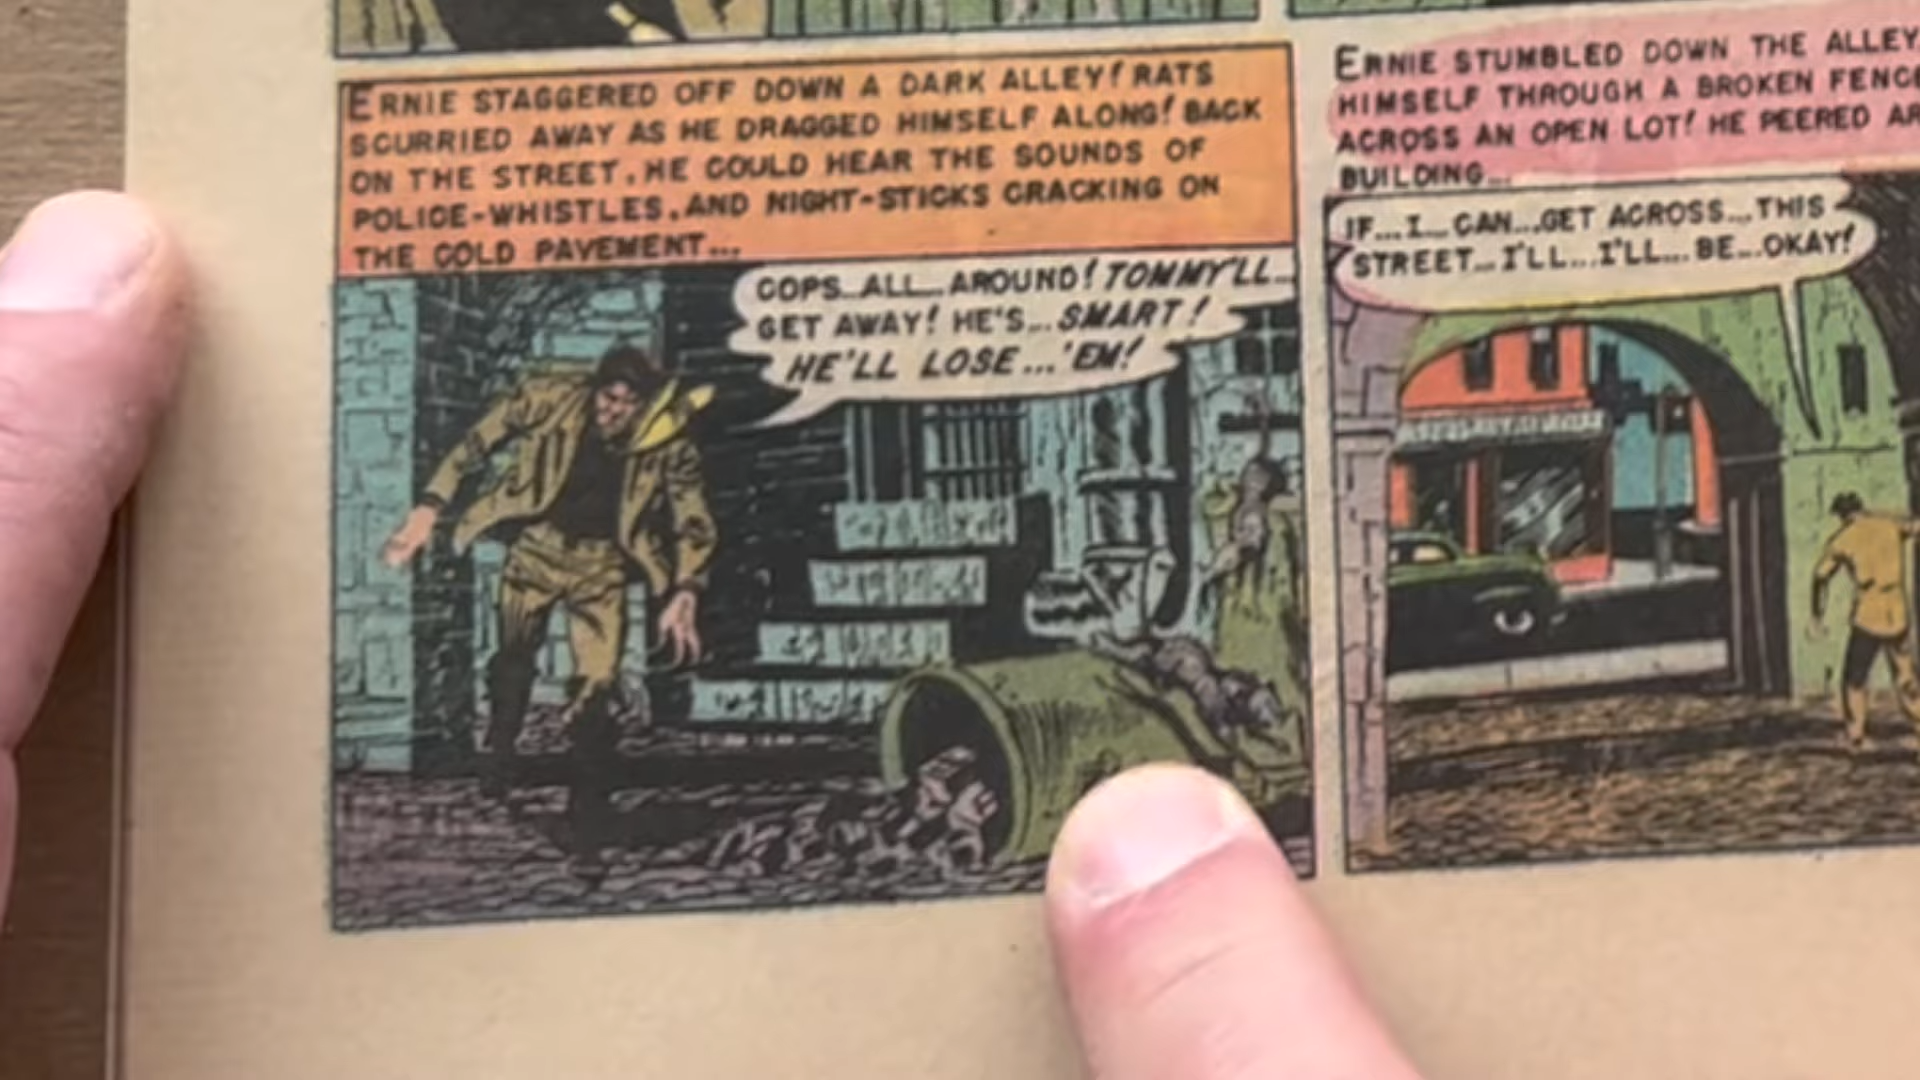 ERNIE STAGGERED OFF DOWN A DARK ALLEY! RATS
SCURRIED AWAY AS HE DRAGGED HIMSELF ALONG! BACK
ON THE STREET, HE COULD HEAR THE SOUNDS OF
POLICE-WHISTLES, AND NIGHT-STICKS CRACKING ON
THE COLD PAVEMENT...
COPS...ALL...AROUND! TOMMY'LL...
GET AWAY! HE'S... SMART!
HE'LL LOSE... 'EM!
ERNIE STUMBLED DOWN THE ALLEY,
HIMSELF THROUGH A BROKEN FENCE
ACROSS AN OPEN LOT! HE PEERED
BUILDING...
IF...I...CAN...GET ACROSS...THIS
STREET...I'LL...I'LL...BE...OKAY!